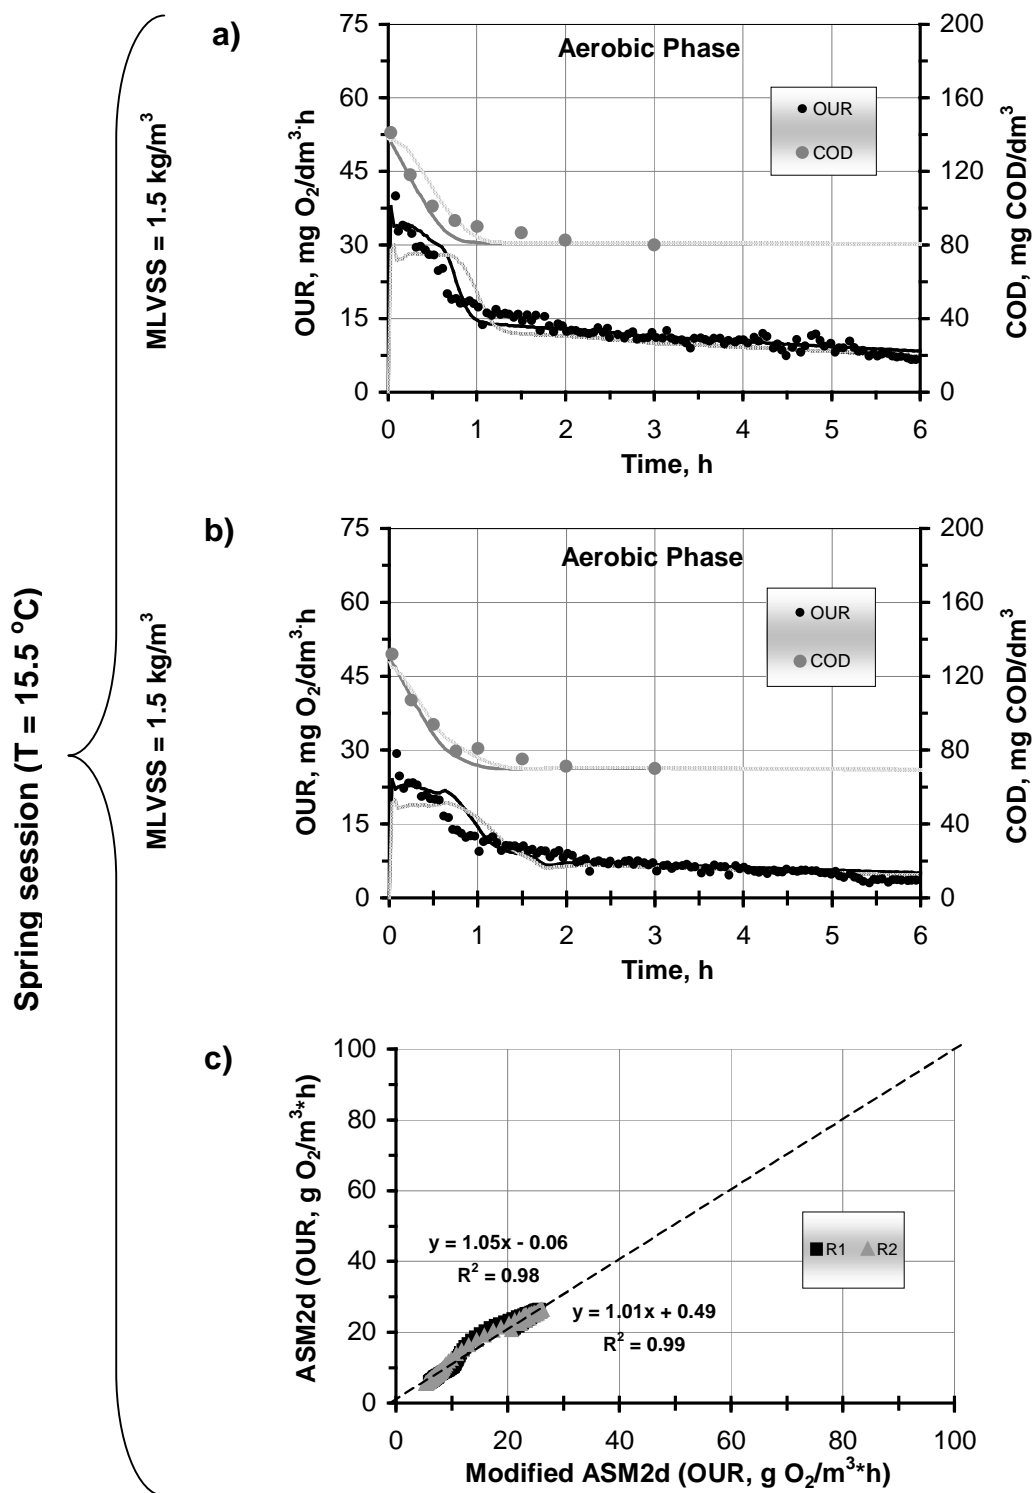 Spring session (T = 15.5 °C)
a)
MLVSS = 1.5 kg/m³
Aerobic Phase
OUR
COD
OUR, mg O₂/dm³·h
75
60
45
30
15
0
COD, mg COD/dm³
200
160
120
80
40
0
0 1 2 3 4 5 6
Time, h
b)
MLVSS = 1.5 kg/m³
Aerobic Phase
OUR
COD
OUR, mg O₂/dm³·h
75
60
45
30
15
0
COD, mg COD/dm³
200
160
120
80
40
0
0 1 2 3 4 5 6
Time, h
c)
ASM2d (OUR, g O₂/m³*h)
100
80
60
40
20
0
R1 R2
y = 1.05x - 0.06
R² = 0.98
y = 1.01x + 0.49
R² = 0.99
0 20 40 60 80 100
Modified ASM2d (OUR, g O₂/m³*h)